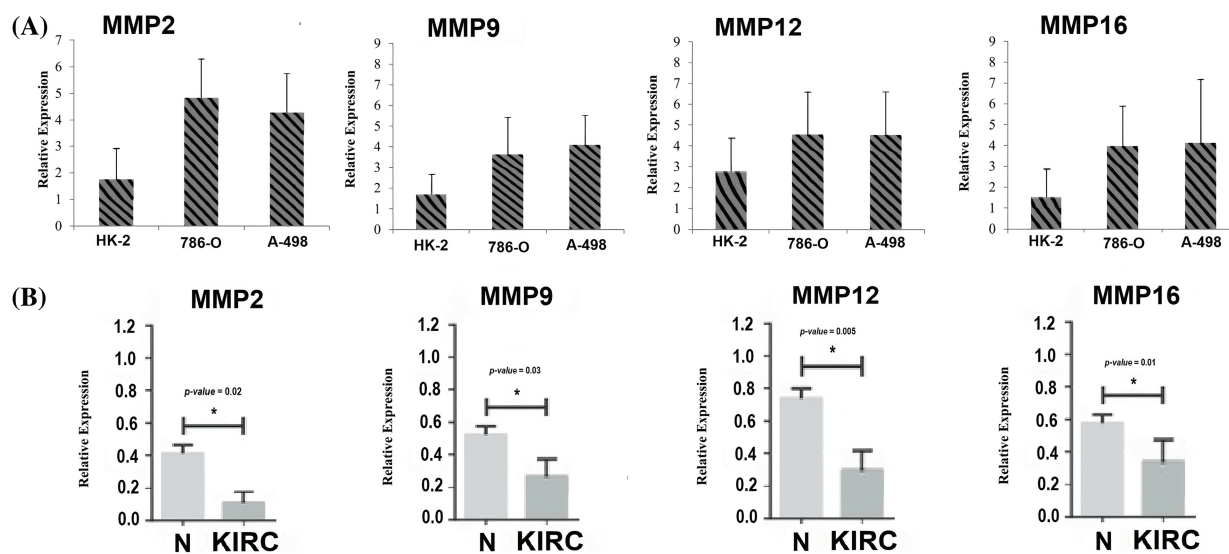 (A)
MMP2
MMP9
MMP12
MMP16
Relative Expression
7
6
5
4
3
2
1
0
HK-2 786-O A-498
Relative Expression
9
8
7
6
5
4
3
2
1
0
HK-2 786-O A-498
Relative Expression
9
8
7
6
5
4
3
2
1
0
HK-2 786-O A-498
Relative Expression
9
8
7
6
5
4
3
2
1
0
HK-2 786-O A-498
(B)
MMP2
Relative Expression
1.2
1.0
0.8
0.6
0.4
0.2
0.0
p-value = 0.02
*
N KIRC
MMP9
Relative Expression
1.2
1.0
0.8
0.6
0.4
0.2
0.0
p-value = 0.03
*
N KIRC
MMP12
Relative Expression
1.2
1.0
0.8
0.6
0.4
0.2
0.0
p-value = 0.005
*
N KIRC
MMP16
Relative Expression
1.2
1.0
0.8
0.6
0.4
0.2
0.0
p-value = 0.01
*
N KIRC